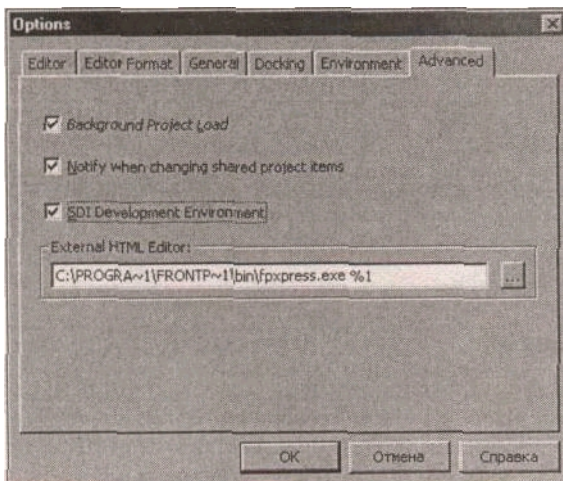 Options
Editor Editor Format General Docking Environment Advanced
Background Project Load
Notify when changing shared project items
SDI Development Environment
External HTML Editor:
C:\PROGRA~1\FRONTP~1\bin\fpxpress.exe %1
...
OK Отмена Справка